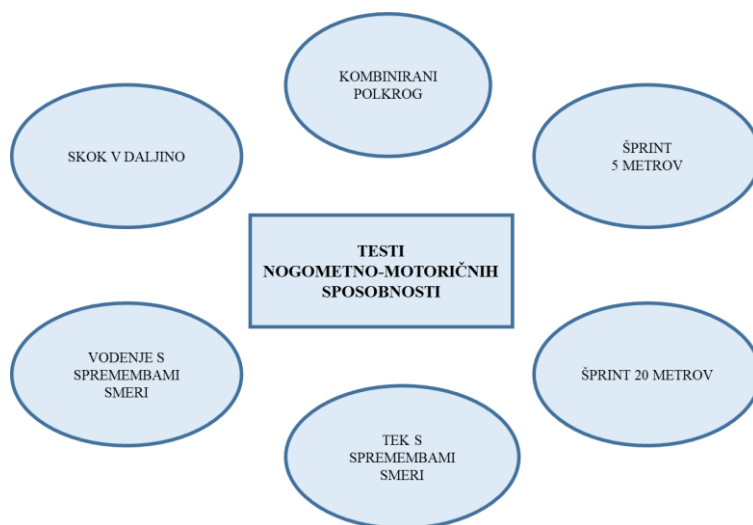 KOMBINIRANI
POLKROG
SKOK V DALJINO
ŠPRINT
5 METROV
TESTI
NOGOMETNO-MOTORIČNIH
SPOSOBNOSTI
VODENJE S
SPREMEMBAMI
SMERI
ŠPRINT 20 METROV
TEK S
SPREMEMBAMI
SMERI